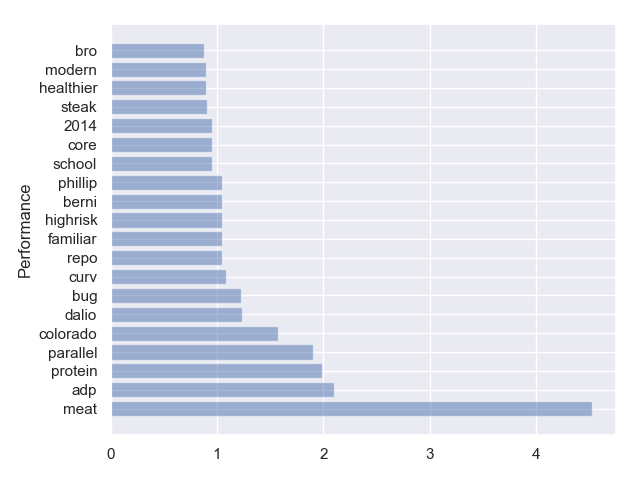 bro
modern
healthier
steak
2014
core
school
phillip
berni
highrisk
familiar
repo
curv
bug
dalio
colorado
parallel
protein
adp
meat
Performance
0 1 2 3 4